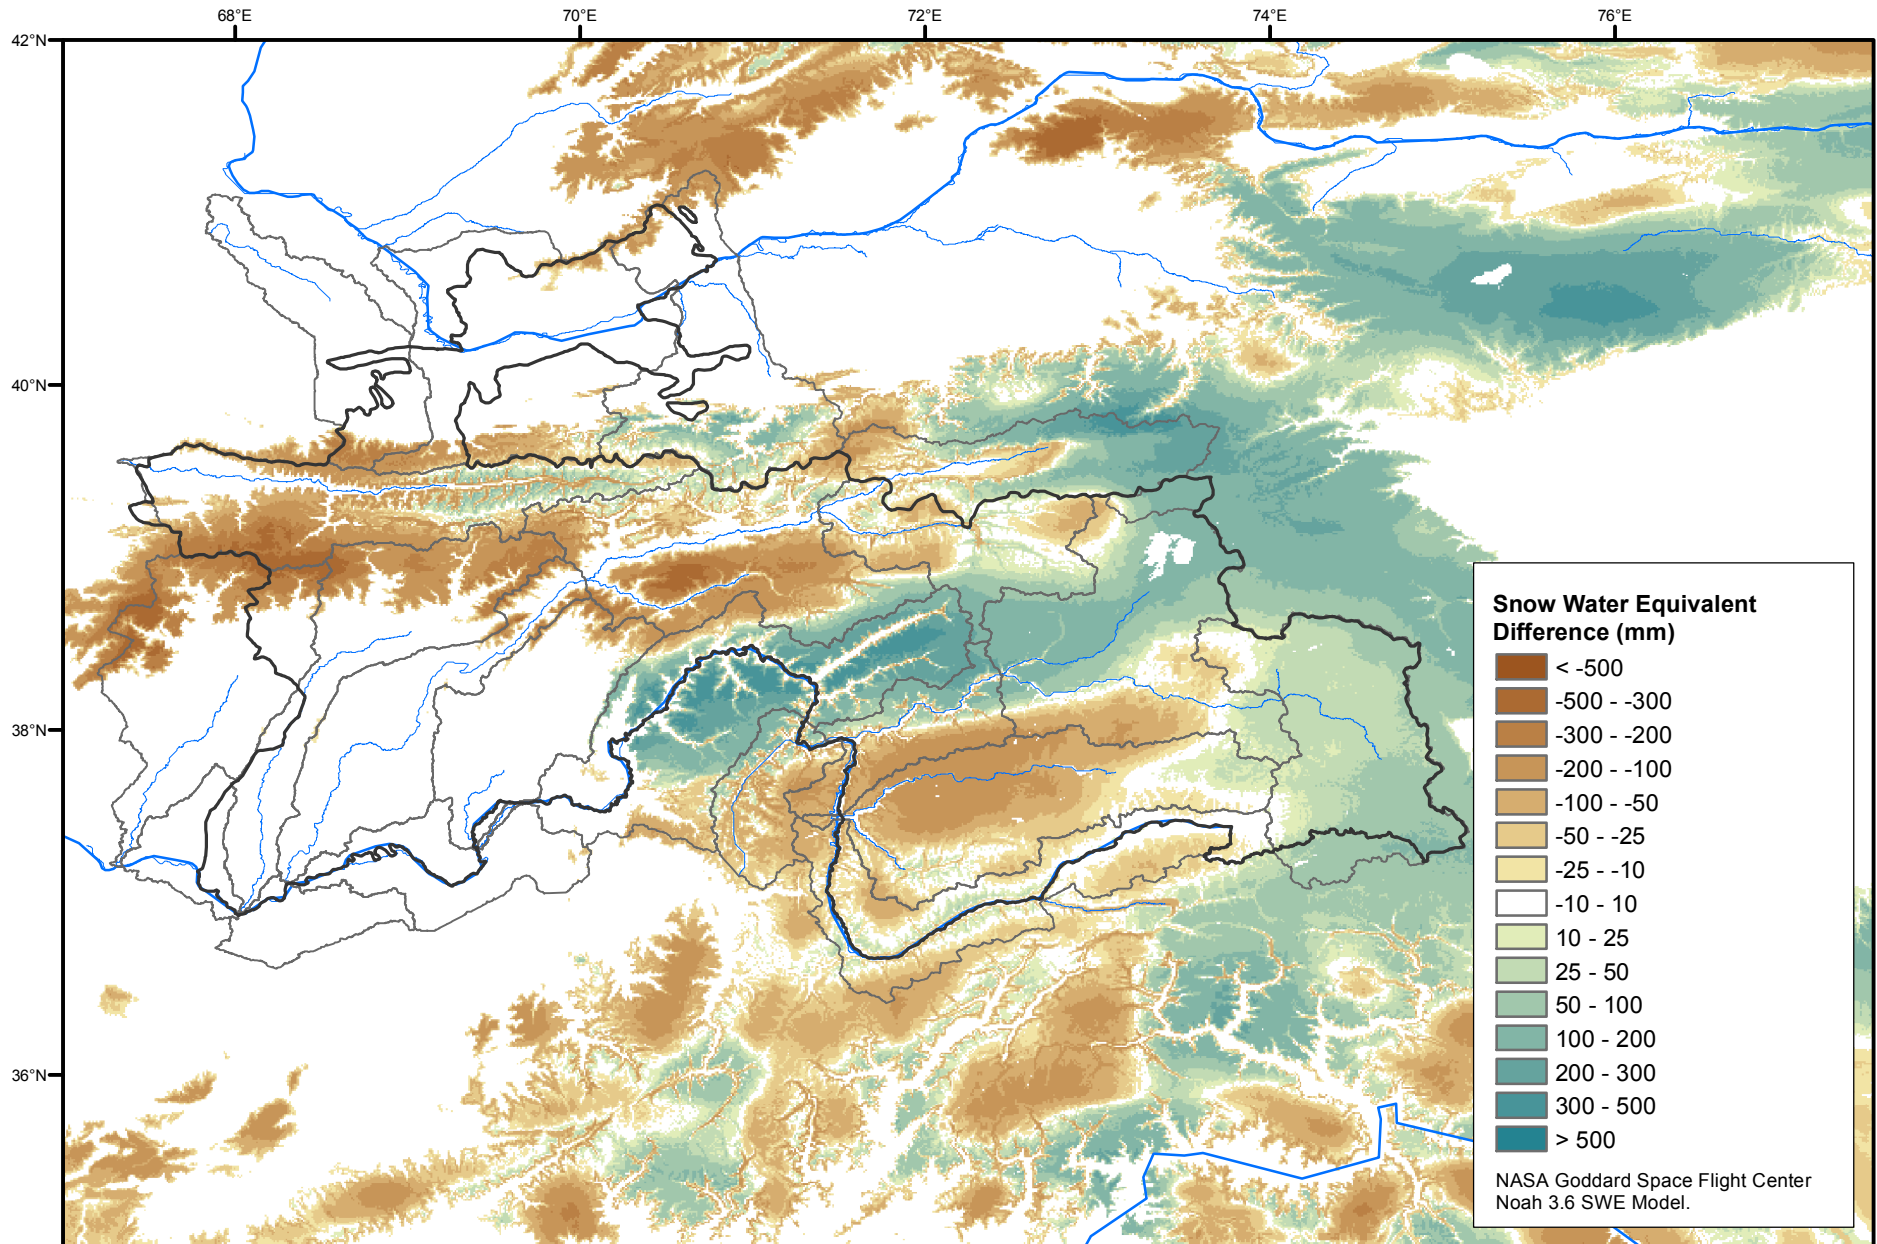 68°E
70°E
72°E
74°E
76°E
42°N
40°N
38°N
36°N
Snow Water Equivalent
Difference (mm)
< -500
-500 - -300
-300 - -200
-200 - -100
-100 - -50
-50 - -25
-25 - -10
-10 - 10
10 - 25
25 - 50
50 - 100
100 - 200
200 - 300
300 - 500
> 500
NASA Goddard Space Flight Center
Noah 3.6 SWE Model.